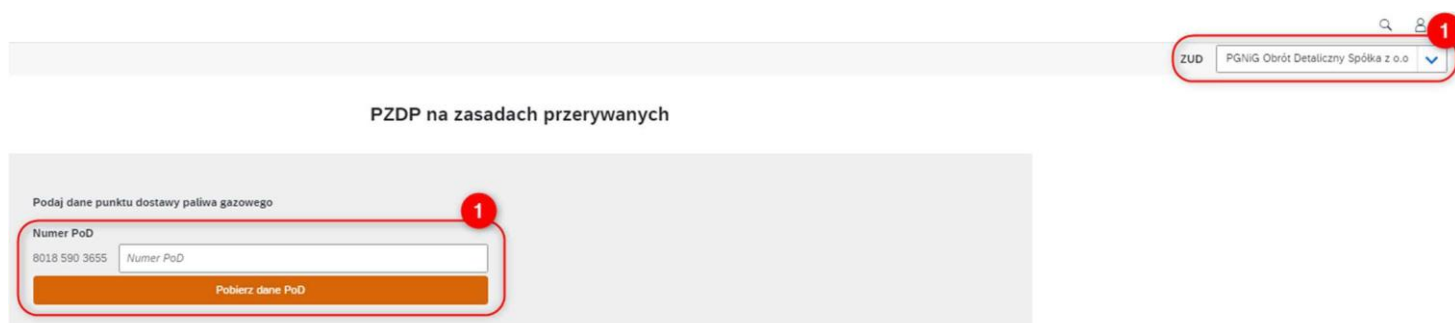 1
ZUD PGNiG Obrót Detaliczny Spółka z o.o
PZDP na zasadach przerywanych
Podaj dane punktu dostawy paliwa gazowego
1
Numer PoD
8018 590 3655 Numer PoD
Pobierz dane PoD